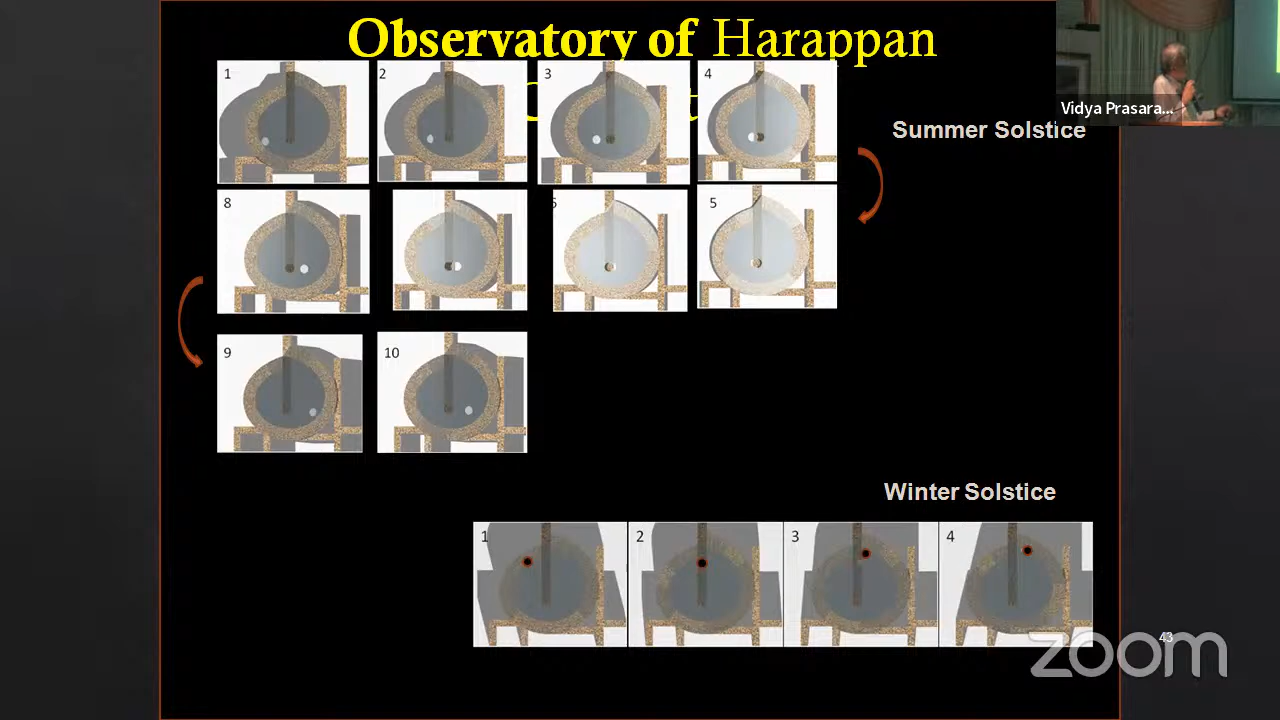 Observatory of Harappan
Vidya Prasara...
Summer Solstice
1
2
3
4
8
5
9
10
Winter Solstice
1
2
3
4
43
zoom